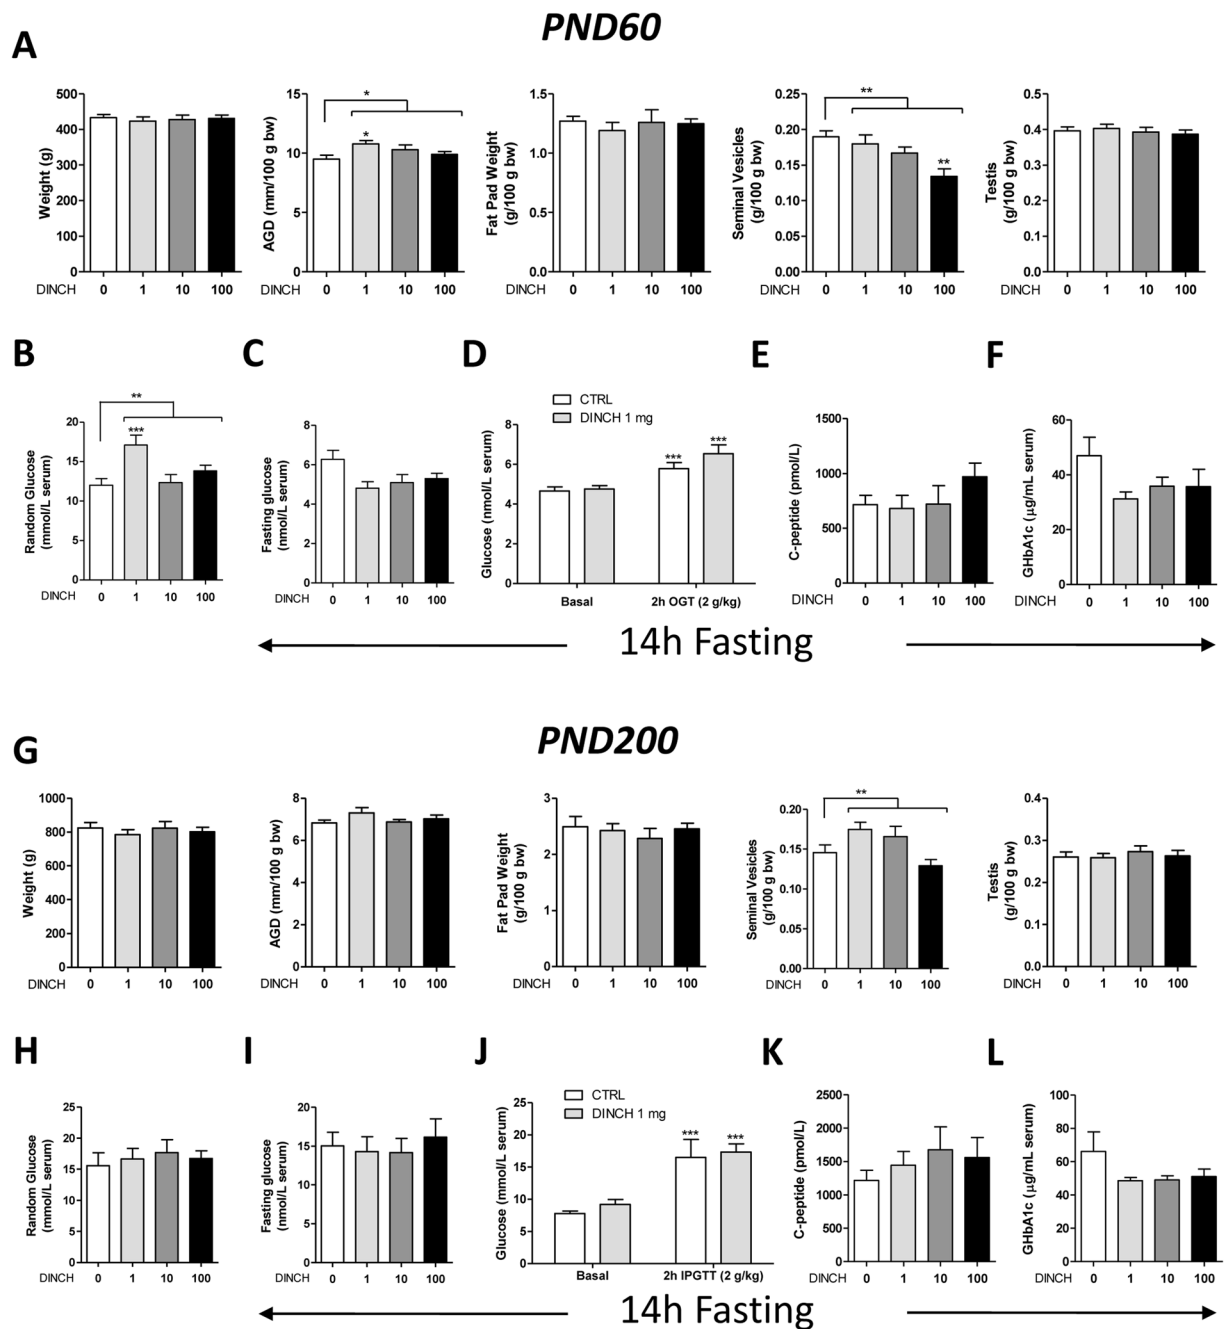 PND60
A
Weight (g)
500
400
300
200
100
0
DINCH 0 1 10 100
AGD (mm/100 g bw)
15
10
5
0
*
*
DINCH 0 1 10 100
Fat Pad Weight
(g/100 g bw)
1.5
1.0
0.5
0.0
DINCH 0 1 10 100
Seminal Vesicles
(g/100 g bw)
0.25
0.20
0.15
0.10
0.05
0.00
**
**
DINCH 0 1 10 100
Testis
(g/100 g bw)
0.5
0.4
0.3
0.2
0.1
0.0
DINCH 0 1 10 100
B
Random Glucose
(mmol/L serum)
20
15
10
5
0
**
***
DINCH 0 1 10 100
C
Fasting glucose
(nmol/L serum)
8
6
4
2
0
DINCH 0 1 10 100
D
CTRL
DINCH 1 mg
Glucose (nmol/L serum)
8
6
4
2
0
***
***
Basal 2h OGT (2 g/kg)
E
C-peptide (pmol/L)
1500
1000
500
0
DINCH 0 1 10 100
F
GHbA1c (μg/mL serum)
60
40
20
0
DINCH 0 1 10 100
14h Fasting
PND200
G
Weight (g)
1000
800
600
400
200
0
DINCH 0 1 10 100
AGD (mm/100 g bw)
8
6
4
2
0
DINCH 0 1 10 100
Fat Pad Weight
(g/100 g bw)
3
2
1
0
DINCH 0 1 10 100
Seminal Vesicles
(g/100 g bw)
0.20
0.15
0.10
0.05
0.00
**
DINCH 0 1 10 100
Testis
(g/100 g bw)
0.4
0.3
0.2
0.1
0.0
DINCH 0 1 10 100
H
Random Glucose
(mmol/L serum)
25
20
15
10
5
0
DINCH 0 1 10 100
I
Fasting glucose
(nmol/L serum)
20
15
10
5
0
DINCH 0 1 10 100
J
CTRL
DINCH 1 mg
Glucose (mmol/L serum)
25
20
15
10
5
0
***
***
Basal 2h IPGTT (2 g/kg)
K
C-peptide (pmol/L)
2500
2000
1500
1000
500
0
DINCH 0 1 10 100
L
GHbA1c (μg/mL serum)
100
80
60
40
20
0
DINCH 0 1 10 100
14h Fasting